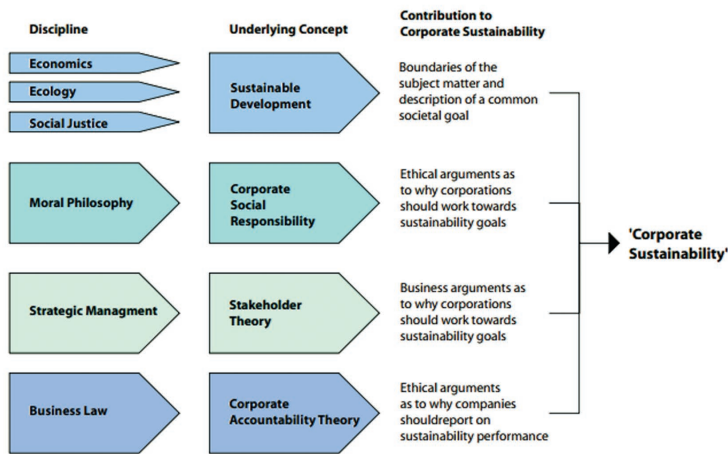 Discipline
Underlying Concept
Contribution to
Corporate Sustainability
Economics
Ecology
Social Justice
Sustainable
Development
Boundaries of the
subject matter and
description of a common
societal goal
Moral Philosophy
Corporate
Social
Responsibility
Ethical arguments as
to why corporations
should work towards
sustainability goals
Strategic Managment
Stakeholder
Theory
Business arguments as
to why corporations
should work towards
sustainability goals
Business Law
Corporate
Accountability Theory
Ethical arguments
as to why companies
shouldreport on
sustainability performance
'Corporate
Sustainability'